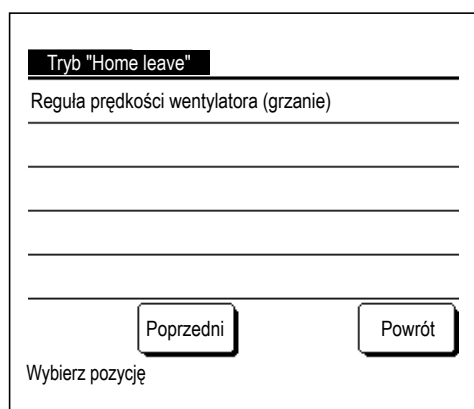 Tryb "Home leave"
Reguła prędkości wentylatora (grzanie)
Poprzedni Powrót
Wybierz pozycję